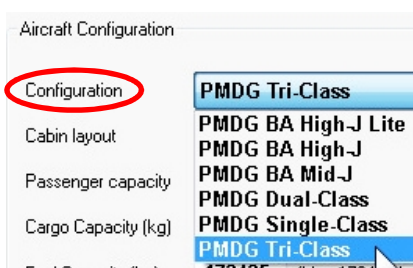 Aircraft Configuration
Configuration PMDG Tri-Class
PMDG BA High-J Lite
Cabin layout PMDG BA High-J
Passenger capacity PMDG BA Mid-J
PMDG Dual-Class
Cargo Capacity (kg) PMDG Single-Class
PMDG Tri-Class